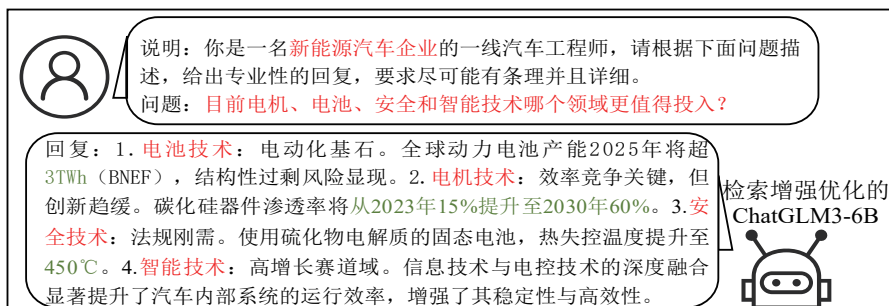 说明：你是一名新能源汽车企业的一线汽车工程师，请根据下面问题描
述，给出专业性的回复，要求尽可能有条理并且详细。
问题：目前电机、电池、安全和智能技术哪个领域更值得投入？
回复：1.电池技术：电动化基石。全球动力电池产能2025年将超
3TWh（BNEF），结构性过剩风险显现。2.电机技术：效率竞争关键，但
创新趋缓。碳化硅器件渗透率将从2023年15%提升至2030年60%。3.安
全技术：法规刚需。使用硫化物电解质的固态电池，热失控温度提升至
450℃。4.智能技术：高增长赛道域。信息技术与电控技术的深度融合
显著提升了汽车内部系统的运行效率，增强了其稳定性与高效性。
检索增强优化的
ChatGLM3-6B